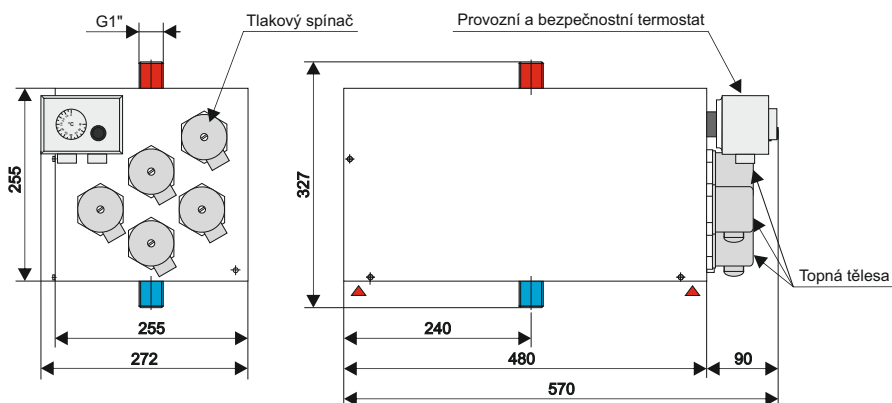 G1"
Tlakový spínač
Provozní a bezpečnostní termostat
°C
255
327
Topná tělesa
255
240
272
480
90
570